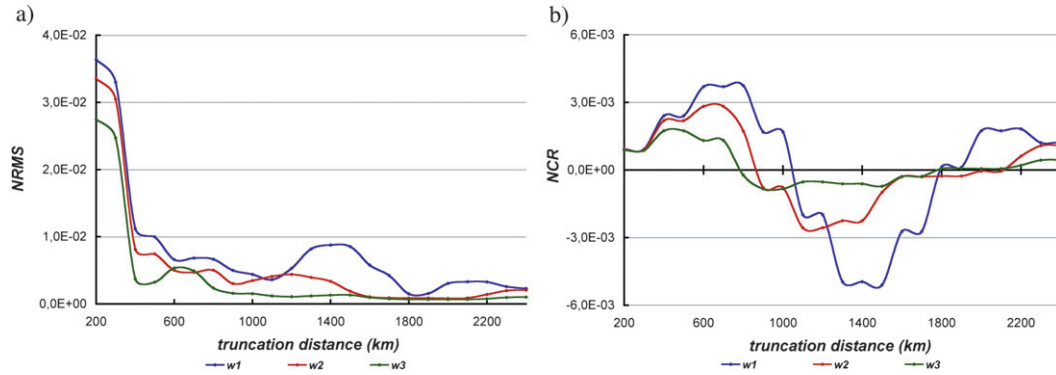 a)
4,0E-02
3,0E-02
2,0E-02
1,0E-02
0,0E+00
NRMS
200 600 1000 1400 1800 2200
truncation distance (km)
w1 w2 w3
b)
6,0E-03
3,0E-03
0,0E+00
-3,0E-03
-6,0E-03
NCR
200 600 1000 1400 1800 2200
truncation distance (km)
w1 w2 w3